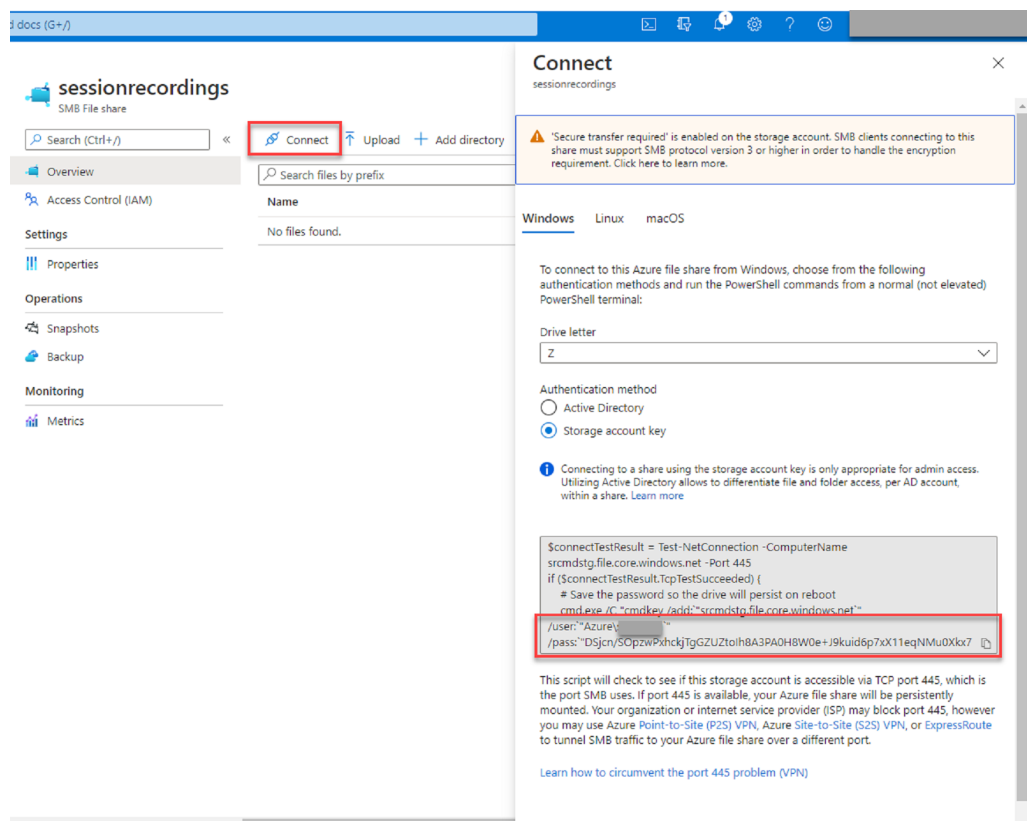 d docs (G+/)
1
sessionrecordings
SMB File share
Search (Ctrl+/)
«
Overview
Access Control (IAM)
Settings
Properties
Operations
Snapshots
Backup
Monitoring
Metrics
Connect
Upload
Add directory
Search files by prefix
Name
No files found.
Connect
sessionrecordings
'Secure transfer required' is enabled on the storage account. SMB clients connecting to this
share must support SMB protocol version 3 or higher in order to handle the encryption
requirement. Click here to learn more.
Windows Linux macOS
To connect to this Azure file share from Windows, choose from the following
authentication methods and run the PowerShell commands from a normal (not elevated)
PowerShell terminal:
Drive letter
Z
Authentication method
Active Directory
Storage account key
Connecting to a share using the storage account key is only appropriate for admin access.
Utilizing Active Directory allows to differentiate file and folder access, per AD account,
within a share. Learn more
$connectTestResult = Test-NetConnection -ComputerName
srcmdstg.file.core.windows.net -Port 445
if ($connectTestResult.TcpTestSucceeded) {
# Save the password so the drive will persist on reboot
cmd.exe /C "cmdkey /add:`"srcmdstg.file.core.windows.net`"
/user:`"Azure\ `"
/pass:`"DSjcn/SOpzwPxhckjTgGZUZtoIh8A3PA0H8W0e+J9kuid6p7xX11eqNMu0Xkx7
This script will check to see if this storage account is accessible via TCP port 445, which is
the port SMB uses. If port 445 is available, your Azure file share will be persistently
mounted. Your organization or internet service provider (ISP) may block port 445, however
you may use Azure Point-to-Site (P2S) VPN, Azure Site-to-Site (S2S) VPN, or ExpressRoute
to tunnel SMB traffic to your Azure file share over a different port.
Learn how to circumvent the port 445 problem (VPN)